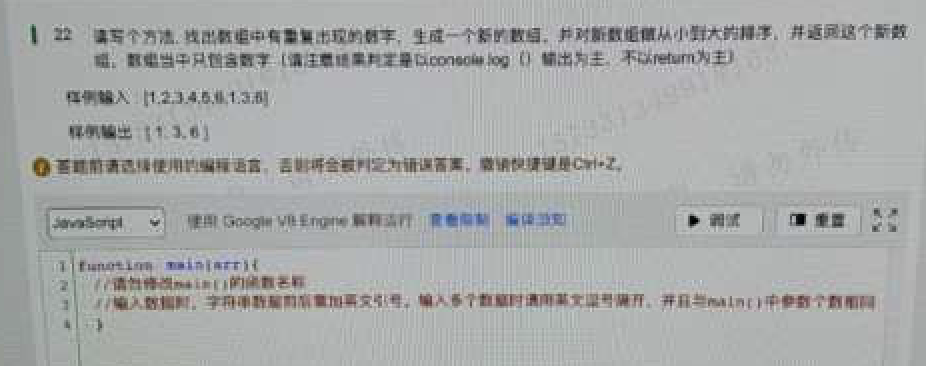 22 请写个方法,找出数组中有重复出现的数字,生成一个新的数组,并对新数组做从小到大的排序,并返回这个新数
组,数组当中只包含数字(请注意结果判定是以console.log()输出为主,不以return为主)
样例输入:[1,2,3,4,5,6,1,3,6]
样例输出:[1,3,6]
答题前请选择使用的编程语言,否则将会被判定为错误答案,撤销快捷键是Ctrl+Z。
JavaScript 使用 Google V8 Engine 解释运行 查看限制 编译须知 调试 重置
1 function main(arr){
2 //请勿修改main()的函数名称
3 //输入数据时,字符串数据前后需加英文引号,输入多个数据时请用英文逗号隔开,并且与main()中参数个数相同
4 }
请勿外传